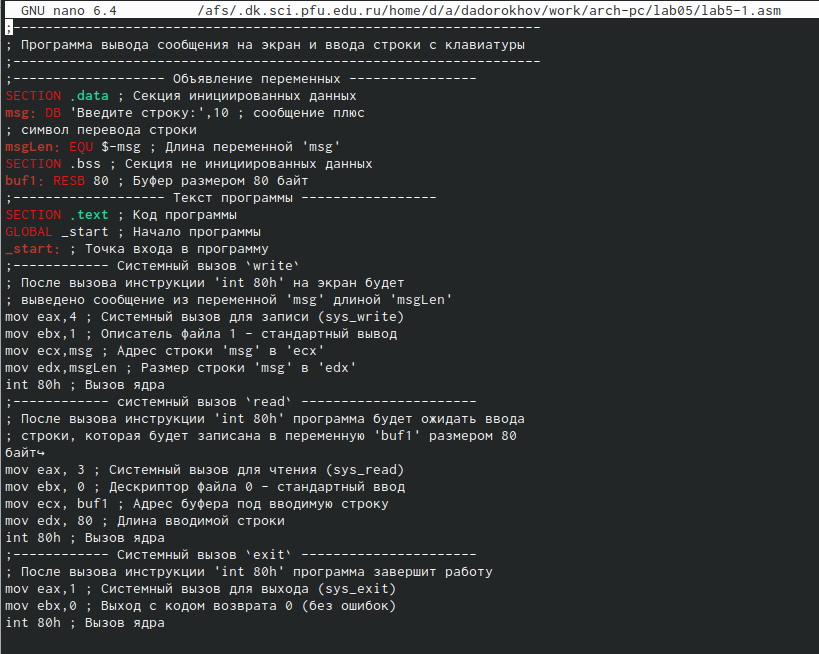 GNU nano 6.4 /afs/.dk.sci.pfu.edu.ru/home/d/a/dadorokhov/work/arch-pc/lab05/lab5-1.asm
;------------------------------------------------------------------
; Программа вывода сообщения на экран и ввода строки с клавиатуры
;------------------------------------------------------------------
;------------------- Объявление переменных ----------------
SECTION .data ; Секция инициированных данных
msg: DB 'Введите строку:',10 ; сообщение плюс
; символ перевода строки
msgLen: EQU $-msg ; Длина переменной 'msg'
SECTION .bss ; Секция не инициированных данных
buf1: RESB 80 ; Буфер размером 80 байт
;------------------- Текст программы -----------------
SECTION .text ; Код программы
GLOBAL _start ; Начало программы
_start: ; Точка входа в программу
;------------ Системный вызов `write`
; После вызова инструкции 'int 80h' на экран будет
; выведено сообщение из переменной 'msg' длиной 'msgLen'
mov eax,4 ; Системный вызов для записи (sys_write)
mov ebx,1 ; Описатель файла 1 - стандартный вывод
mov ecx,msg ; Адрес строки 'msg' в 'ecx'
mov edx,msgLen ; Размер строки 'msg' в 'edx'
int 80h ; Вызов ядра
;------------ системный вызов `read` ----------------------
; После вызова инструкции 'int 80h' программа будет ожидать ввода
; строки, которая будет записана в переменную 'buf1' размером 80
байт↪
mov eax, 3 ; Системный вызов для чтения (sys_read)
mov ebx, 0 ; Дескриптор файла 0 - стандартный ввод
mov ecx, buf1 ; Адрес буфера под вводимую строку
mov edx, 80 ; Длина вводимой строки
int 80h ; Вызов ядра
;------------ Системный вызов `exit` ----------------------
; После вызова инструкции 'int 80h' программа завершит работу
mov eax,1 ; Системный вызов для выхода (sys_exit)
mov ebx,0 ; Выход с кодом возврата 0 (без ошибок)
int 80h ; Вызов ядра